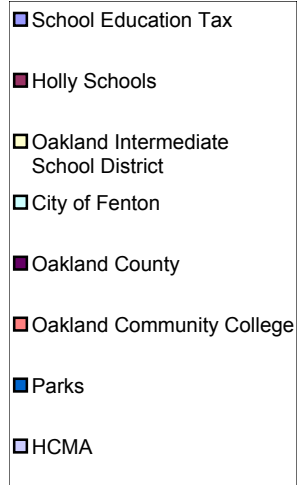 School Education Tax
Holly Schools
Oakland Intermediate
School District
City of Fenton
Oakland County
Oakland Community College
Parks
HCMA